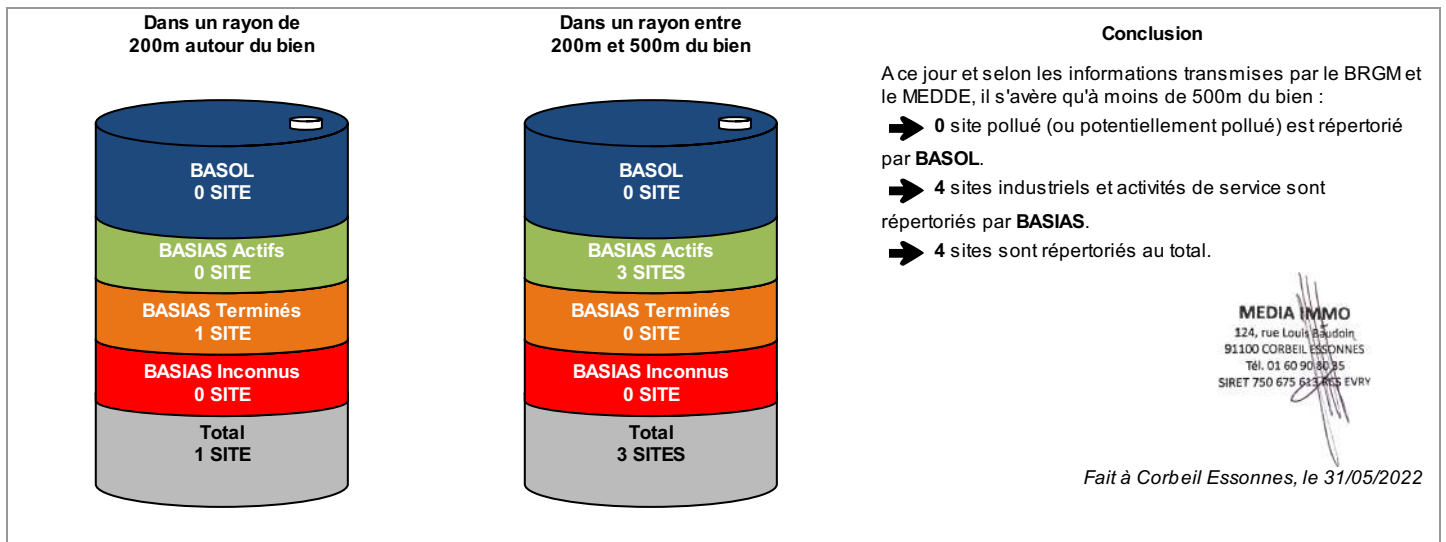 Dans un rayon de
200m autour du bien
BASOL
0 SITE
BASIAS Actifs
0 SITE
BASIAS Terminés
1 SITE
BASIAS Inconnus
0 SITE
Total
1 SITE
Dans un rayon entre
200m et 500m du bien
BASOL
0 SITE
BASIAS Actifs
3 SITES
BASIAS Terminés
0 SITE
BASIAS Inconnus
0 SITE
Total
3 SITES
Conclusion
A ce jour et selon les informations transmises par le BRGM et
le MEDDE, il s'avère qu'à moins de 500m du bien :
0 site pollué (ou potentiellement pollué) est répertorié
par BASOL.
4 sites industriels et activités de service sont
répertoriés par BASIAS.
4 sites sont répertoriés au total.
MEDIA IMMO
124, rue Louis Baudoin
91100 CORBEIL ESSONNES
Tél. 01 60 90 80 85
SIRET 750 675 613 RCS EVRY
Fait à Corbeil Essonnes, le 31/05/2022